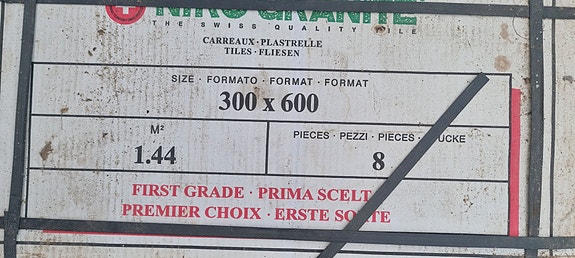 THE SWISS QUALITY TILE
CARREAUX · PLASTRELLE
TILES · FLIESEN
SIZE · FORMATO · FORMAT · FORMAT
300 x 600
M²
1.44
PIECES · PEZZI · PIECES ·
8
FIRST GRADE · PRIMA
PREMIER CHOIX · ERSTE